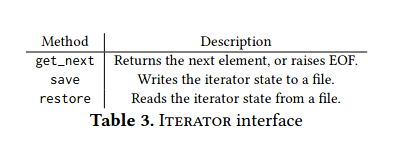 Method Description
get_next Returns the next element, or raises EOF.
save Writes the iterator state to a file.
restore Reads the iterator state from a file.
Table 3. ITERATOR interface